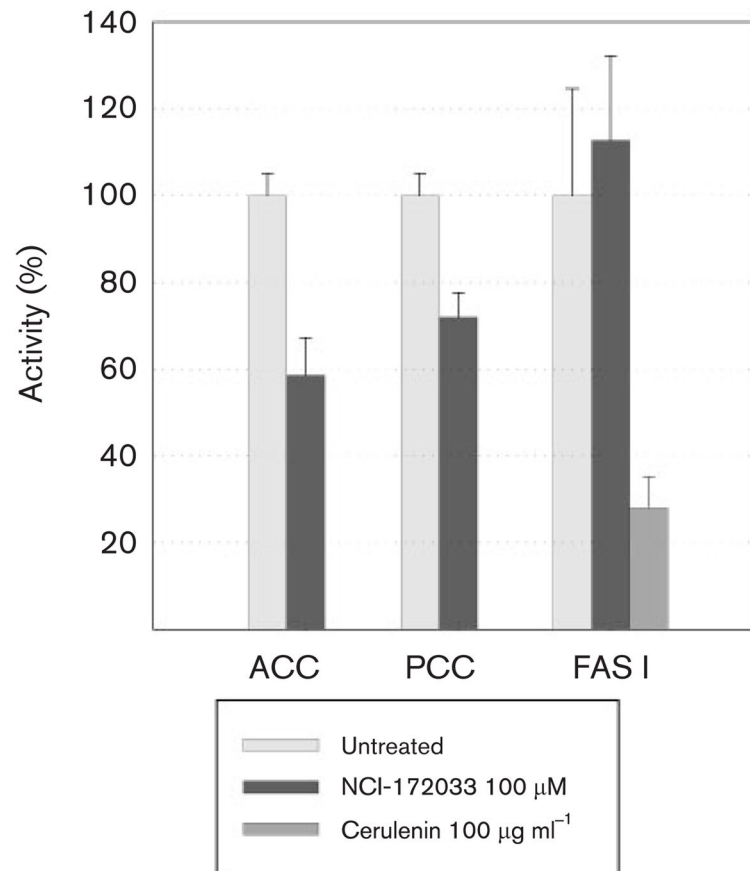 140
120
100
80
60
40
20
Activity (%)
ACC PCC FAS I
Untreated
NCI-172033 100 μM
Cerulenin 100 μg ml⁻¹